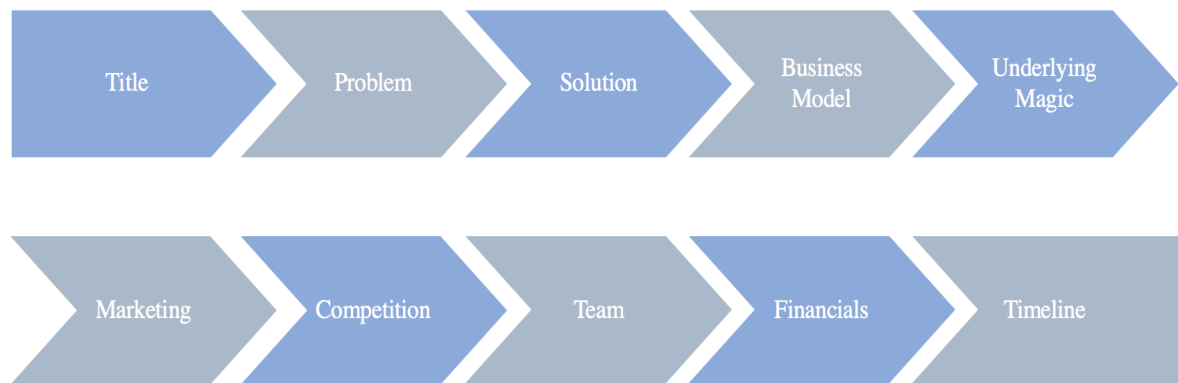 Title
Problem
Solution
Business
Model
Underlying
Magic
Marketing
Competition
Team
Financials
Timeline